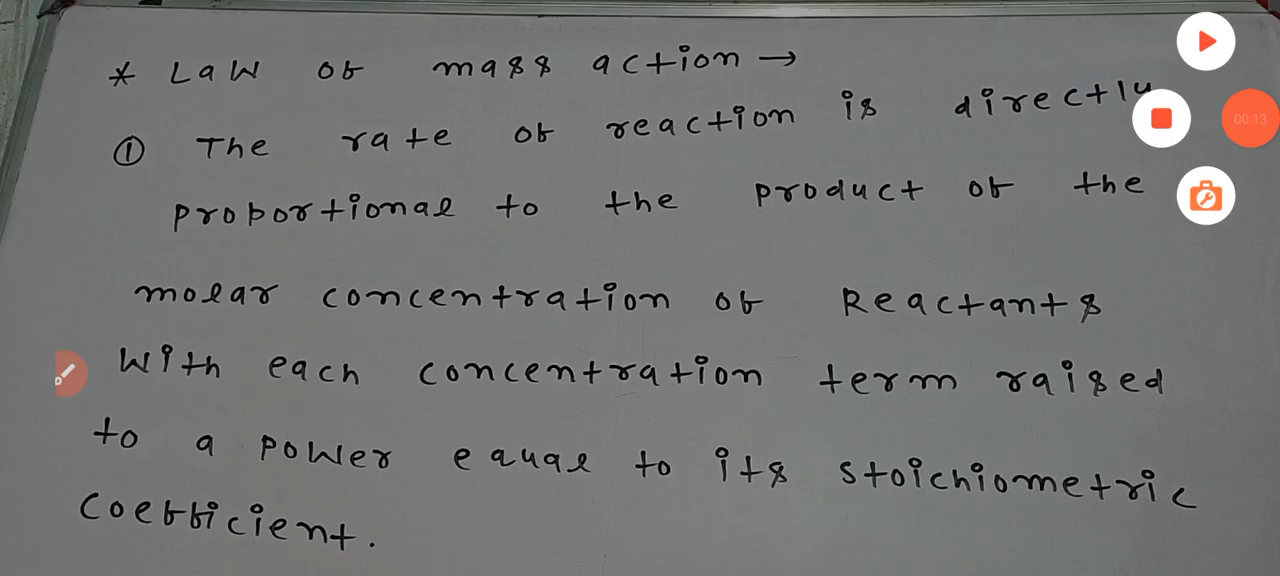 * Law of mass action →
① The rate of reaction is directly
proportional to the product of the
molar concentration of Reactants
with each concentration term raised
to a power equal to its stoichiometric
coefficient.
00:13